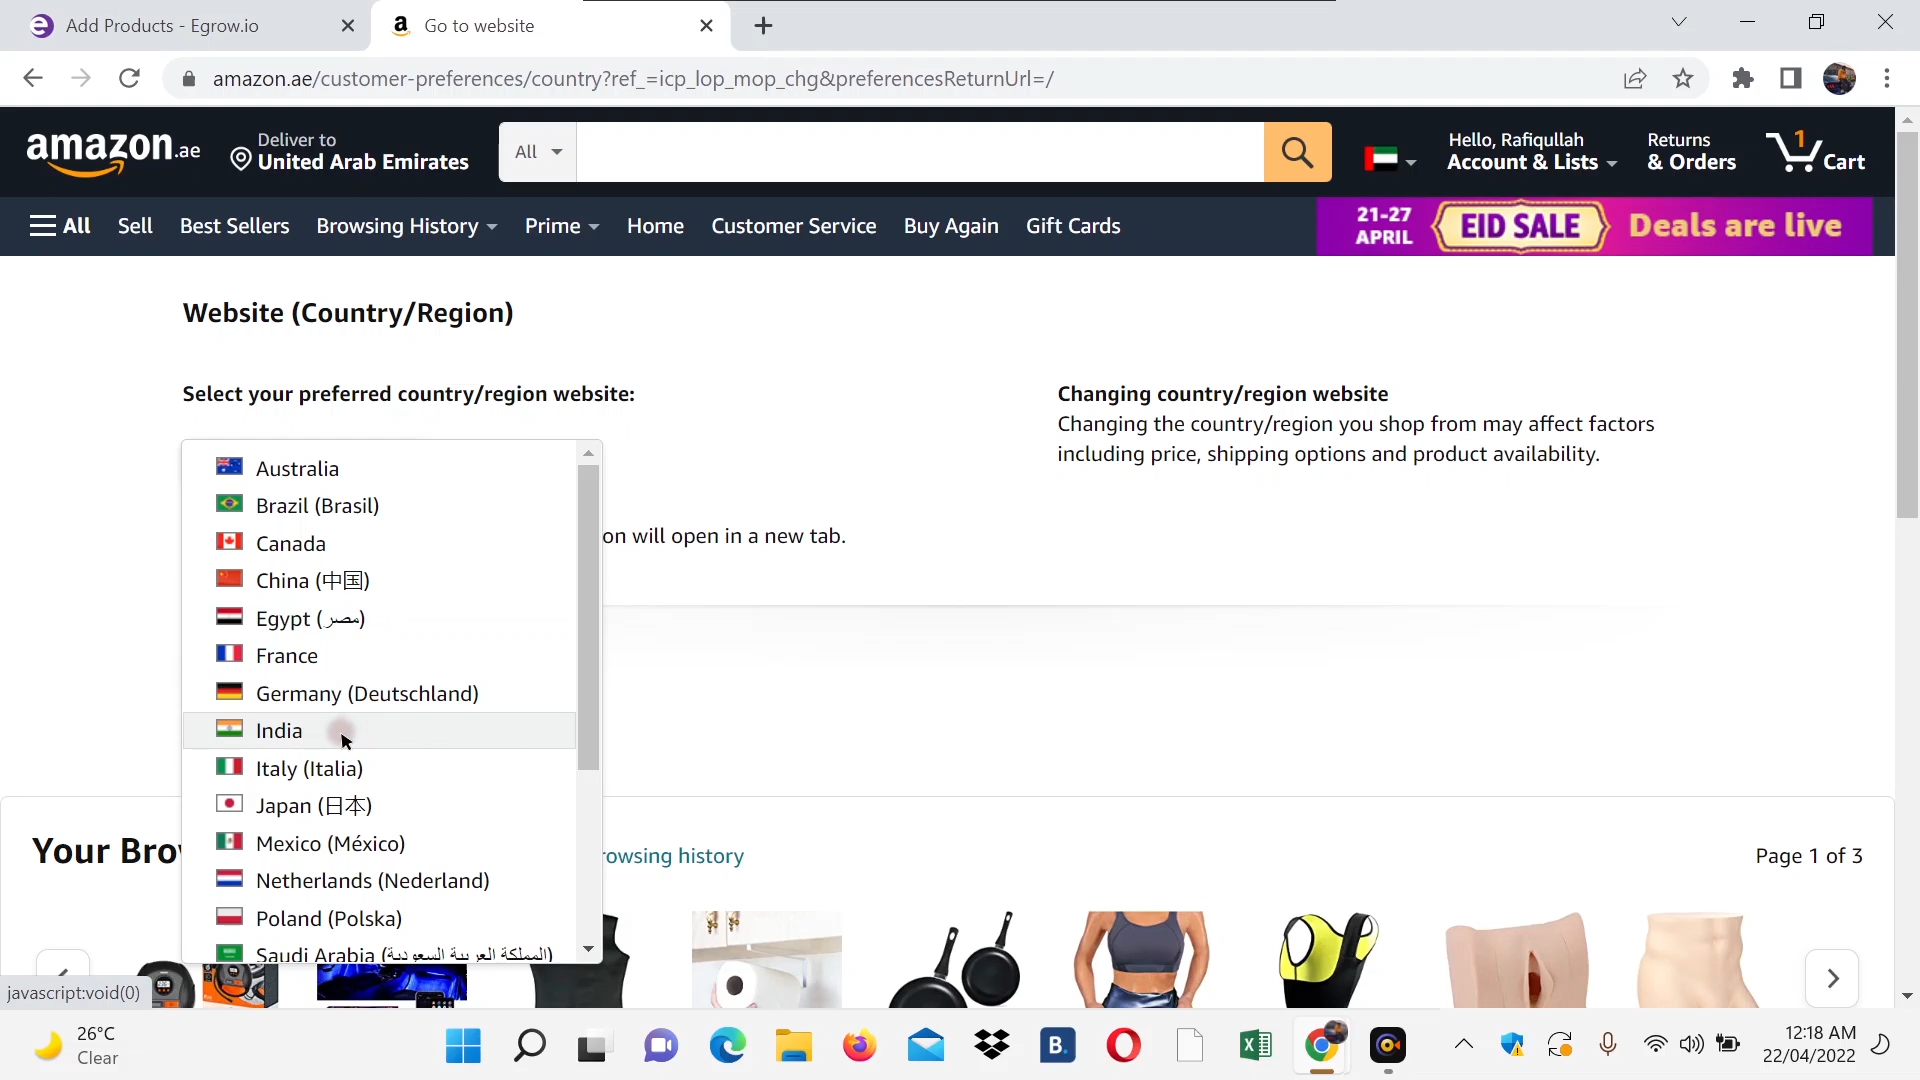 Add Products - Egrow.io
Go to website
amazon.ae/customer-preferences/country?ref_=icp_lop_mop_chg&preferencesReturnUrl=/
amazon.ae
Deliver to
United Arab Emirates
All
Hello, Rafiqullah
Account & Lists
Returns
& Orders
1
Cart
All
Sell
Best Sellers
Browsing History
Prime
Home
Customer Service
Buy Again
Gift Cards
21-27
APRIL
EID SALE
Deals are live
Website (Country/Region)
Select your preferred country/region website:
Changing country/region website
Changing the country/region you shop from may affect factors
including price, shipping options and product availability.
Australia
Brazil (Brasil)
Canada
on will open in a new tab.
China (中国)
Egypt (مصر)
France
Germany (Deutschland)
India
Italy (Italia)
Japan (日本)
Mexico (México)
Netherlands (Nederland)
Poland (Polska)
Saudi Arabia (المملكة العربية السعودية)
Your Bro
rowsing history
Page 1 of 3
javascript:void(0)
26°C
Clear
B.
12:18 AM
22/04/2022